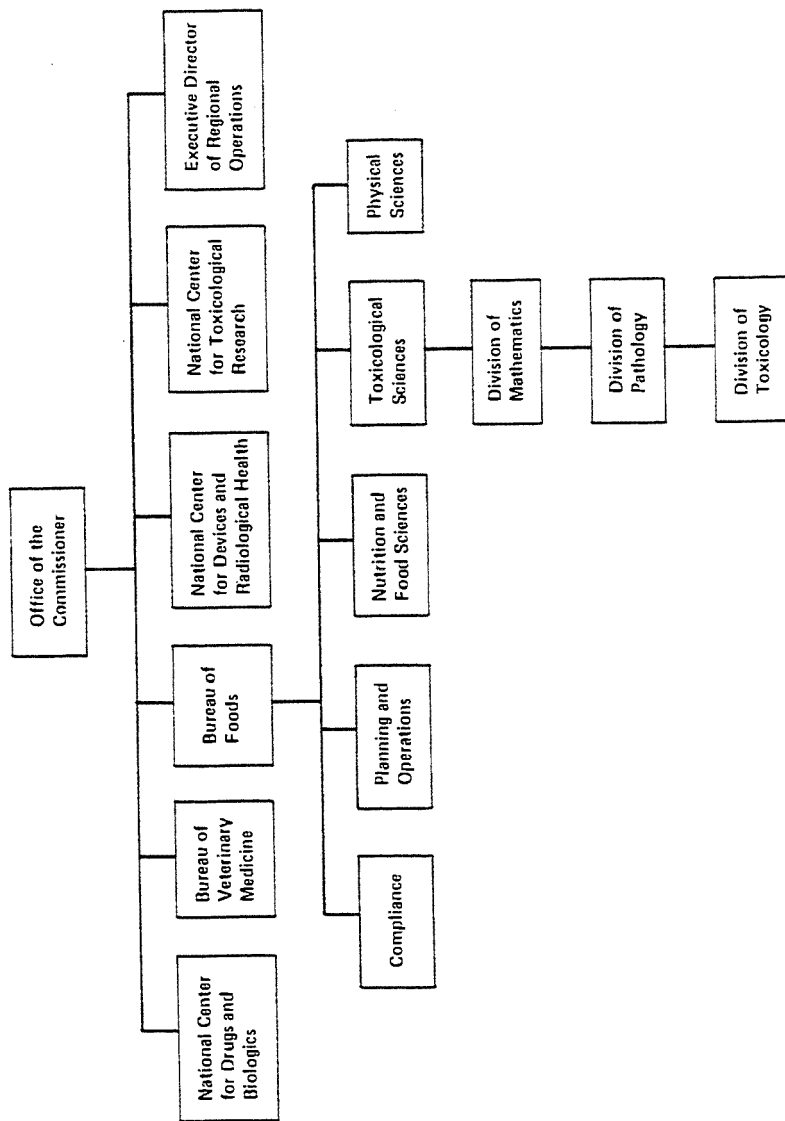 Office of the
Commissioner
National Center
for Drugs and
Biologics
Bureau of
Veterinary
Medicine
Bureau of
Foods
National Center
for Devices and
Radiological Health
National Center
for Toxicological
Research
Executive Director
of Regional
Operations
Compliance
Planning and
Operations
Nutrition and
Food Sciences
Toxicological
Sciences
Physical
Sciences
Division of
Mathematics
Division of
Pathology
Division of
Toxicology